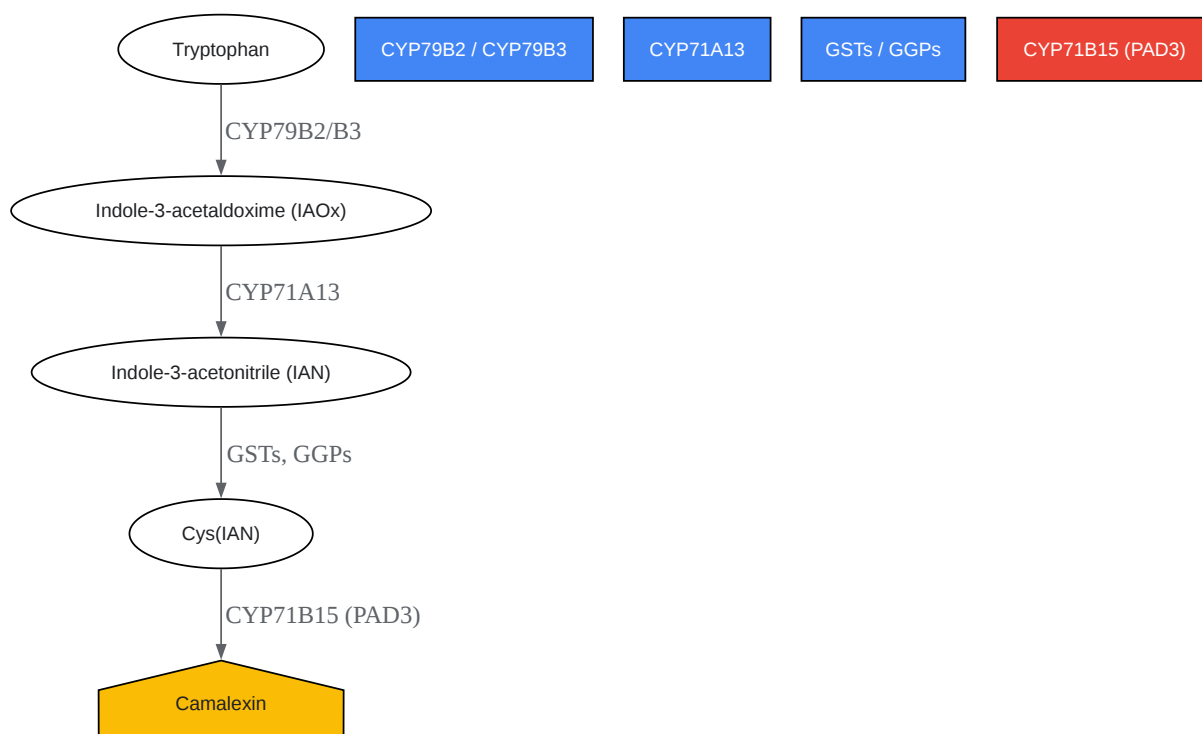 Tryptophan
CYP79B2 / CYP79B3
CYP71A13
GSTs / GGPs
CYP71B15 (PAD3)
CYP79B2/B3
Indole-3-acetaldoxime (IAOx)
CYP71A13
Indole-3-acetonitrile (IAN)
GSTs, GGPs
Cys(IAN)
CYP71B15 (PAD3)
Camalexin